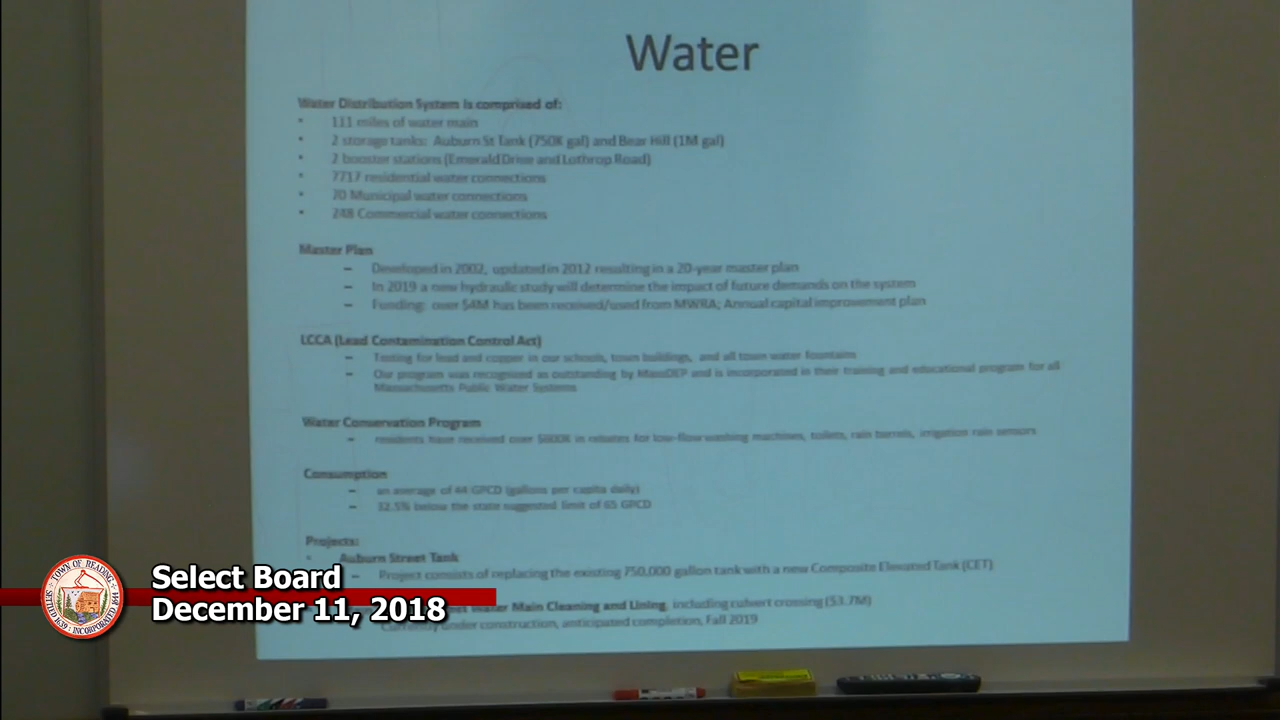 Water
Water Distribution System is comprised of:
• 111 miles of water main
• 2 storage tanks: Auburn St Tank (750K gal) and Bear Hill (1M gal)
• 2 booster stations (Emerald Drive and Lothrop Road)
• 7717 residential water connections
• 70 Municipal water connections
• 248 Commercial water connections
Master Plan
– Developed in 2002, updated in 2012 resulting in a 20-year master plan
– In 2019 a new hydraulic study will determine the impact of future demands on the system
– Funding: over $4M has been received/used from MWRA; Annual capital improvement plan
LCCA (Lead Contamination Control Act)
– Testing for lead and copper in our schools, town buildings, and all town water fountains
– Our program was recognized as outstanding by MassDEP and is incorporated in their training and educational program for all
Massachusetts Public Water Systems
Water Conservation Program
– residents have received over in rebates for low-flow washing machines, toilets, rain barrels, irrigation rain sensors
Consumption
– an average of 44 GPCD (gallons per capita daily)
– 32.5% below the state suggested limit of 65 GPCD
Projects:
• Auburn Street Tank
– Project consists of replacing the existing 750,000 gallon tank with a new Composite Elevated Tank (CET)
Water Main Cleaning and Lining, including culvert crossing ($3.7M)
Currently under construction, anticipated completion, Fall 2019
TOWN OF READING
SETTLED 1639 INCORPORATED 1644
Select Board
December 11, 2018